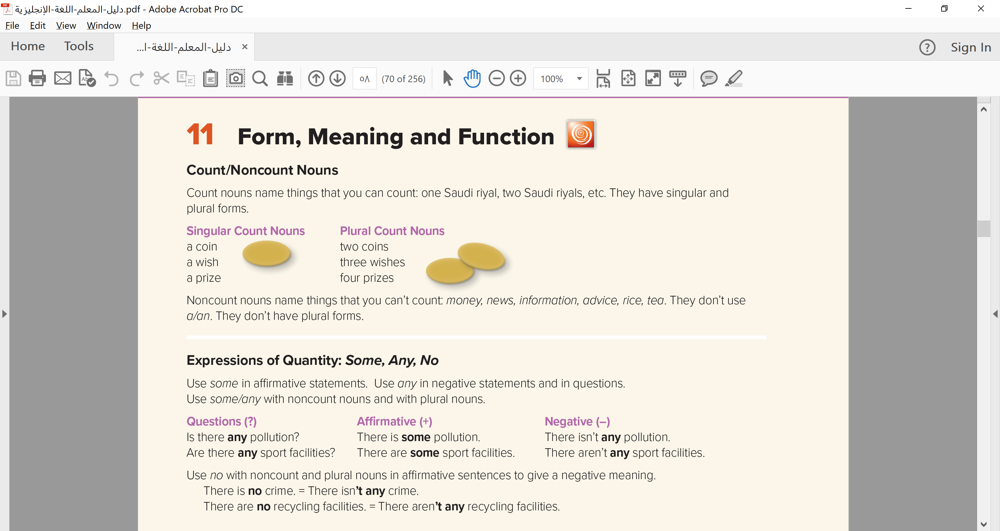 دليل-المعلم-اللغة-الإنجليزية.pdf - Adobe Acrobat Pro DC
File Edit View Window Help
Home Tools دليل-المعلم-اللغة-ا... × ? Sign In
٥٨ (70 of 256) 100%
11 Form, Meaning and Function
Count/Noncount Nouns
Count nouns name things that you can count: one Saudi riyal, two Saudi riyals, etc. They have singular and
plural forms.
Singular Count Nouns Plural Count Nouns
a coin two coins
a wish three wishes
a prize four prizes
Noncount nouns name things that you can’t count: money, news, information, advice, rice, tea. They don’t use
a/an. They don’t have plural forms.
Expressions of Quantity: Some, Any, No
Use some in affirmative statements. Use any in negative statements and in questions.
Use some/any with noncount nouns and with plural nouns.
Questions (?) Affirmative (+) Negative (–)
Is there any pollution? There is some pollution. There isn’t any pollution.
Are there any sport facilities? There are some sport facilities. There aren’t any sport facilities.
Use no with noncount and plural nouns in affirmative sentences to give a negative meaning.
There is no crime. = There isn’t any crime.
There are no recycling facilities. = There aren’t any recycling facilities.